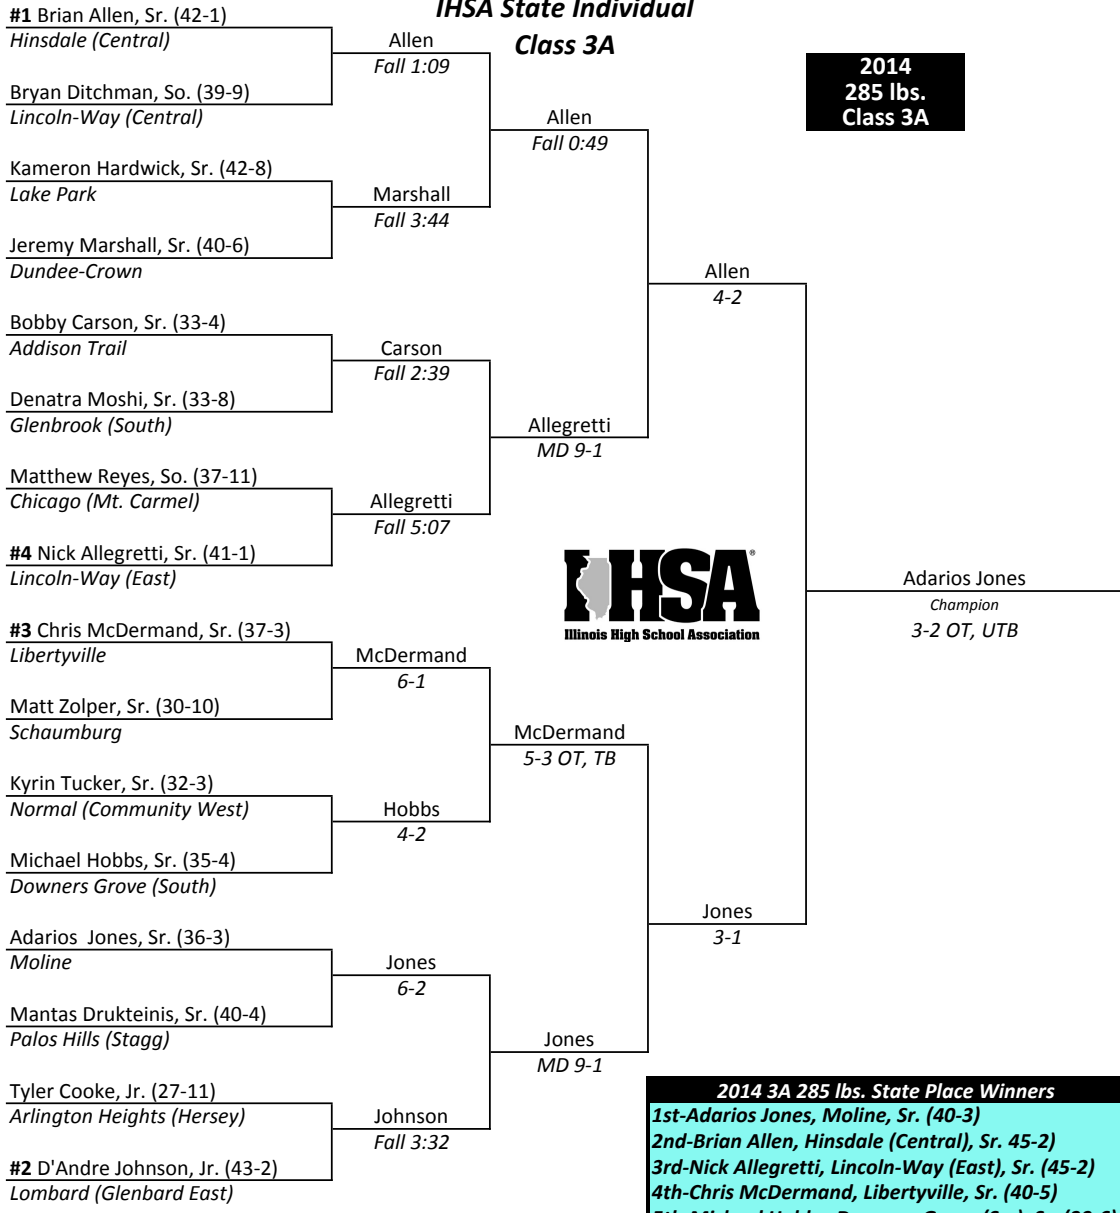 IHSA State Individual
Class 3A
2014
285 lbs.
Class 3A
#1 Brian Allen, Sr. (42-1)
Hinsdale (Central)
Allen
Fall 1:09
Bryan Ditchman, So. (39-9)
Lincoln-Way (Central)
Allen
Fall 0:49
Kameron Hardwick, Sr. (42-8)
Lake Park
Marshall
Fall 3:44
Jeremy Marshall, Sr. (40-6)
Dundee-Crown
Allen
4-2
Bobby Carson, Sr. (33-4)
Addison Trail
Carson
Fall 2:39
Denatra Moshi, Sr. (33-8)
Glenbrook (South)
Allegretti
MD 9-1
Matthew Reyes, So. (37-11)
Chicago (Mt. Carmel)
Allegretti
Fall 5:07
#4 Nick Allegretti, Sr. (41-1)
Lincoln-Way (East)
IHSA®
Illinois High School Association
Adarios Jones
Champion
3-2 OT, UTB
#3 Chris McDermand, Sr. (37-3)
Libertyville
McDermand
6-1
Matt Zolper, Sr. (30-10)
Schaumburg
McDermand
5-3 OT, TB
Kyrin Tucker, Sr. (32-3)
Normal (Community West)
Hobbs
4-2
Michael Hobbs, Sr. (35-4)
Downers Grove (South)
Jones
3-1
Adarios  Jones, Sr. (36-3)
Moline
Jones
6-2
Mantas Drukteinis, Sr. (40-4)
Palos Hills (Stagg)
Jones
MD 9-1
Tyler Cooke, Jr. (27-11)
Arlington Heights (Hersey)
Johnson
Fall 3:32
#2 D'Andre Johnson, Jr. (43-2)
Lombard (Glenbard East)
2014 3A 285 lbs. State Place Winners
1st-Adarios Jones, Moline, Sr. (40-3)
2nd-Brian Allen, Hinsdale (Central), Sr. 45-2)
3rd-Nick Allegretti, Lincoln-Way (East), Sr. (45-2)
4th-Chris McDermand, Libertyville, Sr. (40-5)